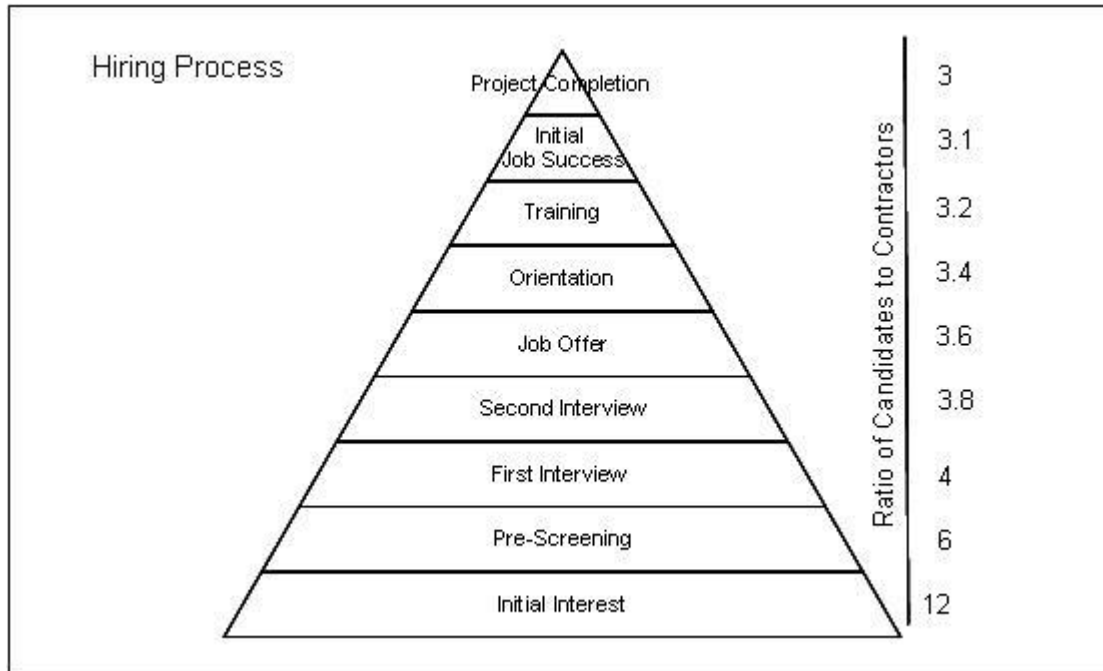 Hiring Process
Project Completion
3
Initial
Job Success
3.1
Training
3.2
Orientation
3.4
Job Offer
3.6
Second Interview
3.8
First Interview
4
Pre-Screening
6
Initial Interest
12
Ratio of Candidates to Contractors